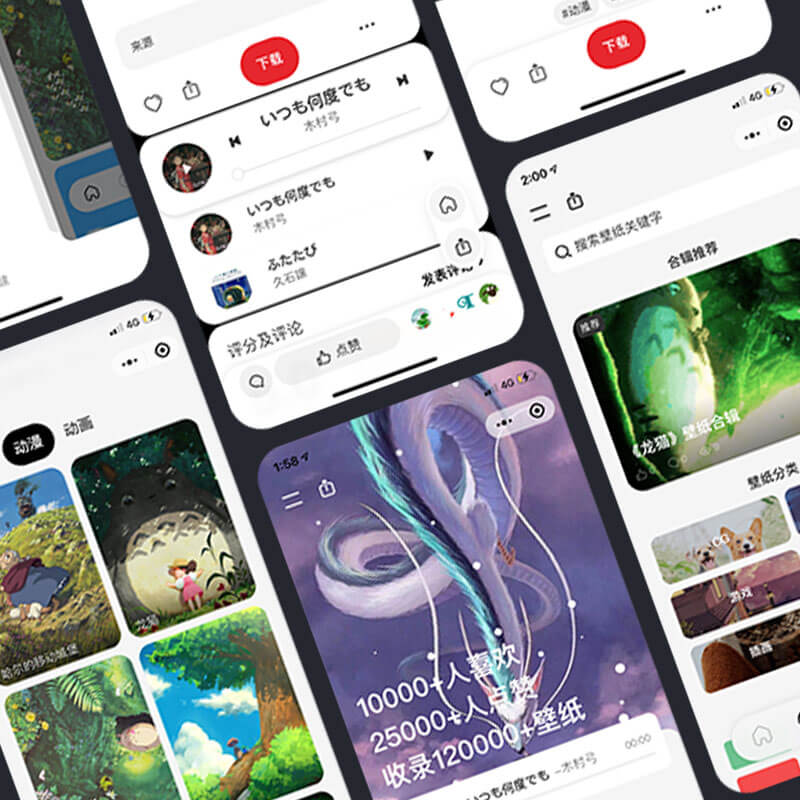 来源
下载
いつも何度でも
木村弓
いつも何度でも
木村弓
ふたたび
久石譲
发表评论
评分及评论
点赞
#动漫
下载
4G
2:00
搜索壁纸关键字
合辑推荐
推荐
《龙猫》壁纸合辑
壁纸分类
CG
游戏
插画
4G
动漫
动画
哈尔的移动城堡
龙猫
4G
1:58
10000+人喜欢
25000+人点赞
收录120000+壁纸
いつも何度でも -木村弓
00:00